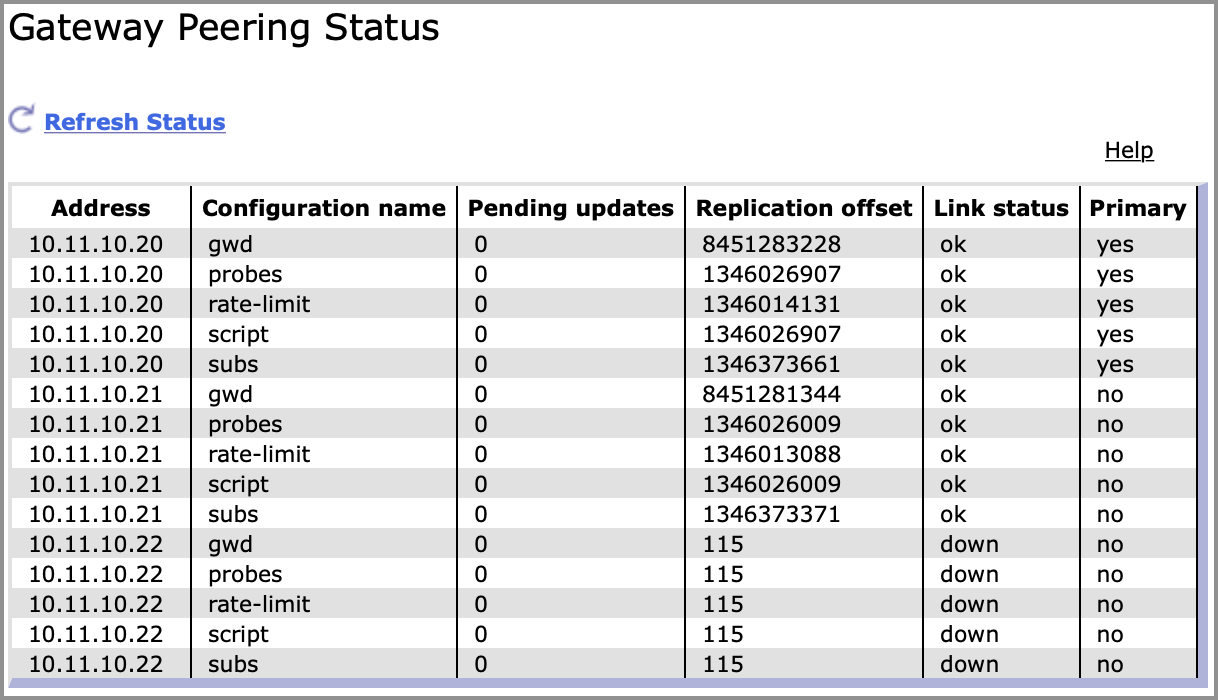 Gateway Peering Status
Refresh Status
Help
Address Configuration name Pending updates Replication offset Link status Primary
10.11.10.20 gwd 0 8451283228 ok yes
10.11.10.20 probes 0 1346026907 ok yes
10.11.10.20 rate-limit 0 1346014131 ok yes
10.11.10.20 script 0 1346026907 ok yes
10.11.10.20 subs 0 1346373661 ok yes
10.11.10.21 gwd 0 8451281344 ok no
10.11.10.21 probes 0 1346026009 ok no
10.11.10.21 rate-limit 0 1346013088 ok no
10.11.10.21 script 0 1346026009 ok no
10.11.10.21 subs 0 1346373371 ok no
10.11.10.22 gwd 0 115 down no
10.11.10.22 probes 0 115 down no
10.11.10.22 rate-limit 0 115 down no
10.11.10.22 script 0 115 down no
10.11.10.22 subs 0 115 down no